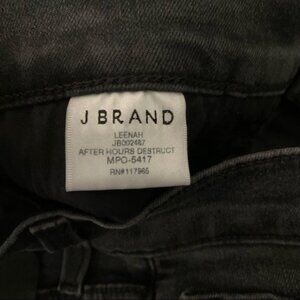 J BRAND
LEENAH
JB002487
AFTER HOURS DESTRUCT
MPO-5417
RN#117965